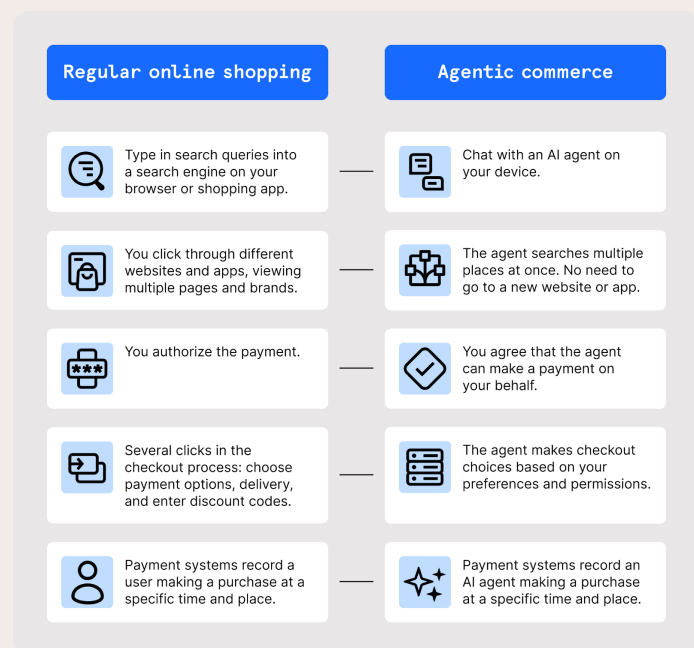 Regular online shopping
Agentic commerce
Type in search queries into
a search engine on your
browser or shopping app.
Chat with an AI agent on
your device.
You click through different
websites and apps, viewing
multiple pages and brands.
The agent searches multiple
places at once. No need to
go to a new website or app.
You authorize the payment.
***
You agree that the agent
can make a payment on
your behalf.
Several clicks in the
checkout process: choose
payment options, delivery,
and enter discount codes.
The agent makes checkout
choices based on your
preferences and permissions.
Payment systems record a
user making a purchase at a
specific time and place.
Payment systems record an
AI agent making a purchase
at a specific time and place.